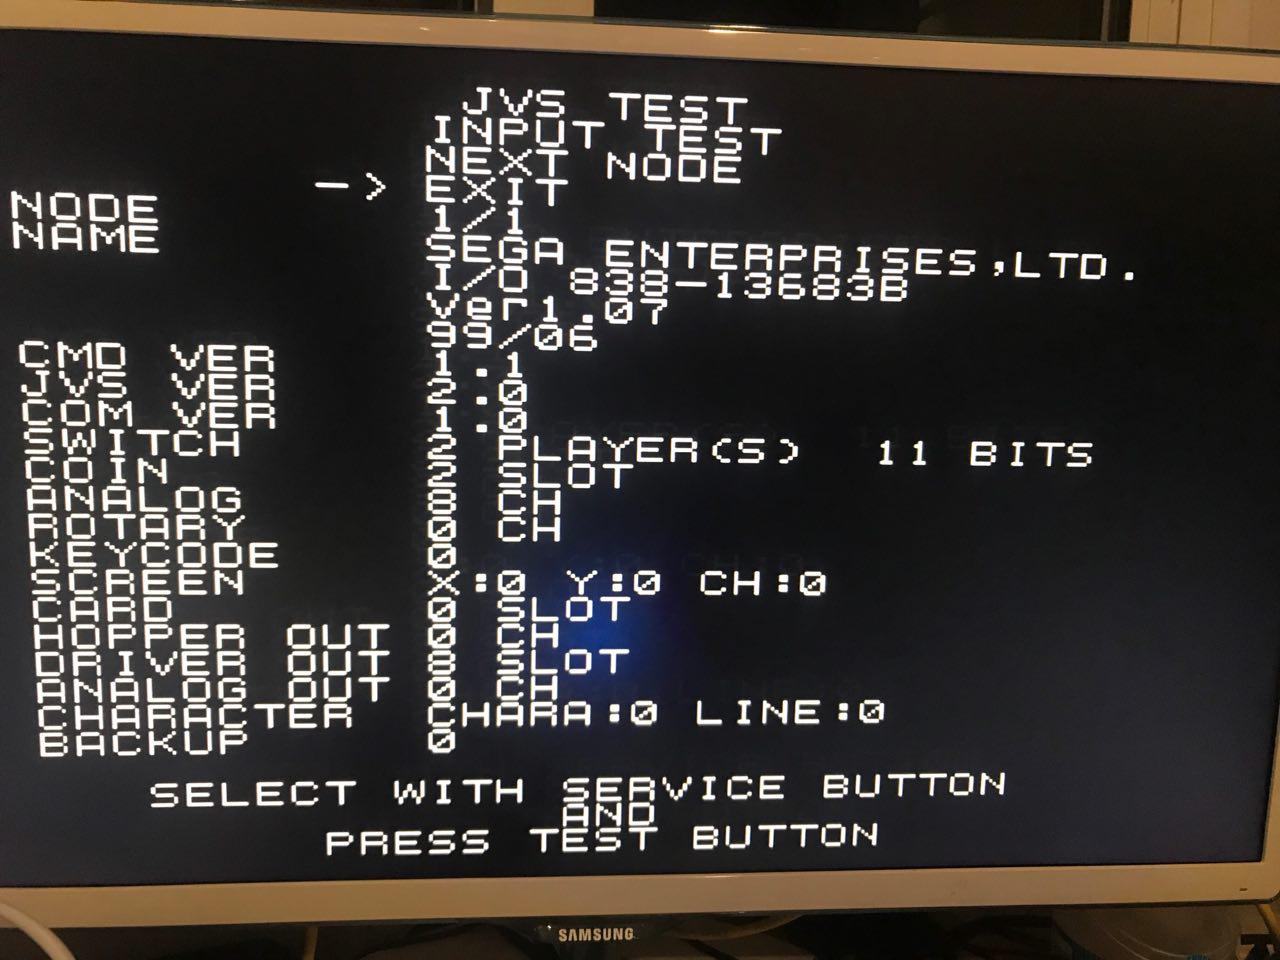 JVS TEST
INPUT TEST
NEXT NODE
-> EXIT
NODE 1/1
NAME SEGA ENTERPRISES,LTD.
I/O 838-13683B
Ver1.07
99/06
CMD VER 1.1
JVS VER 2.0
COM VER 1.0
SWITCH 2 PLAYER(S) 11 BITS
COIN 2 SLOT
ANALOG 8 CH
ROTARY 0 CH
KEYCODE 0
SCREEN X:0 Y:0 CH:0
CARD 0 SLOT
HOPPER OUT 0 CH
DRIVER OUT 8 SLOT
ANALOG OUT 0 CH
CHARACTER CHARA:0 LINE:0
BACKUP 0
SELECT WITH SERVICE BUTTON
AND
PRESS TEST BUTTON
SAMSUNG